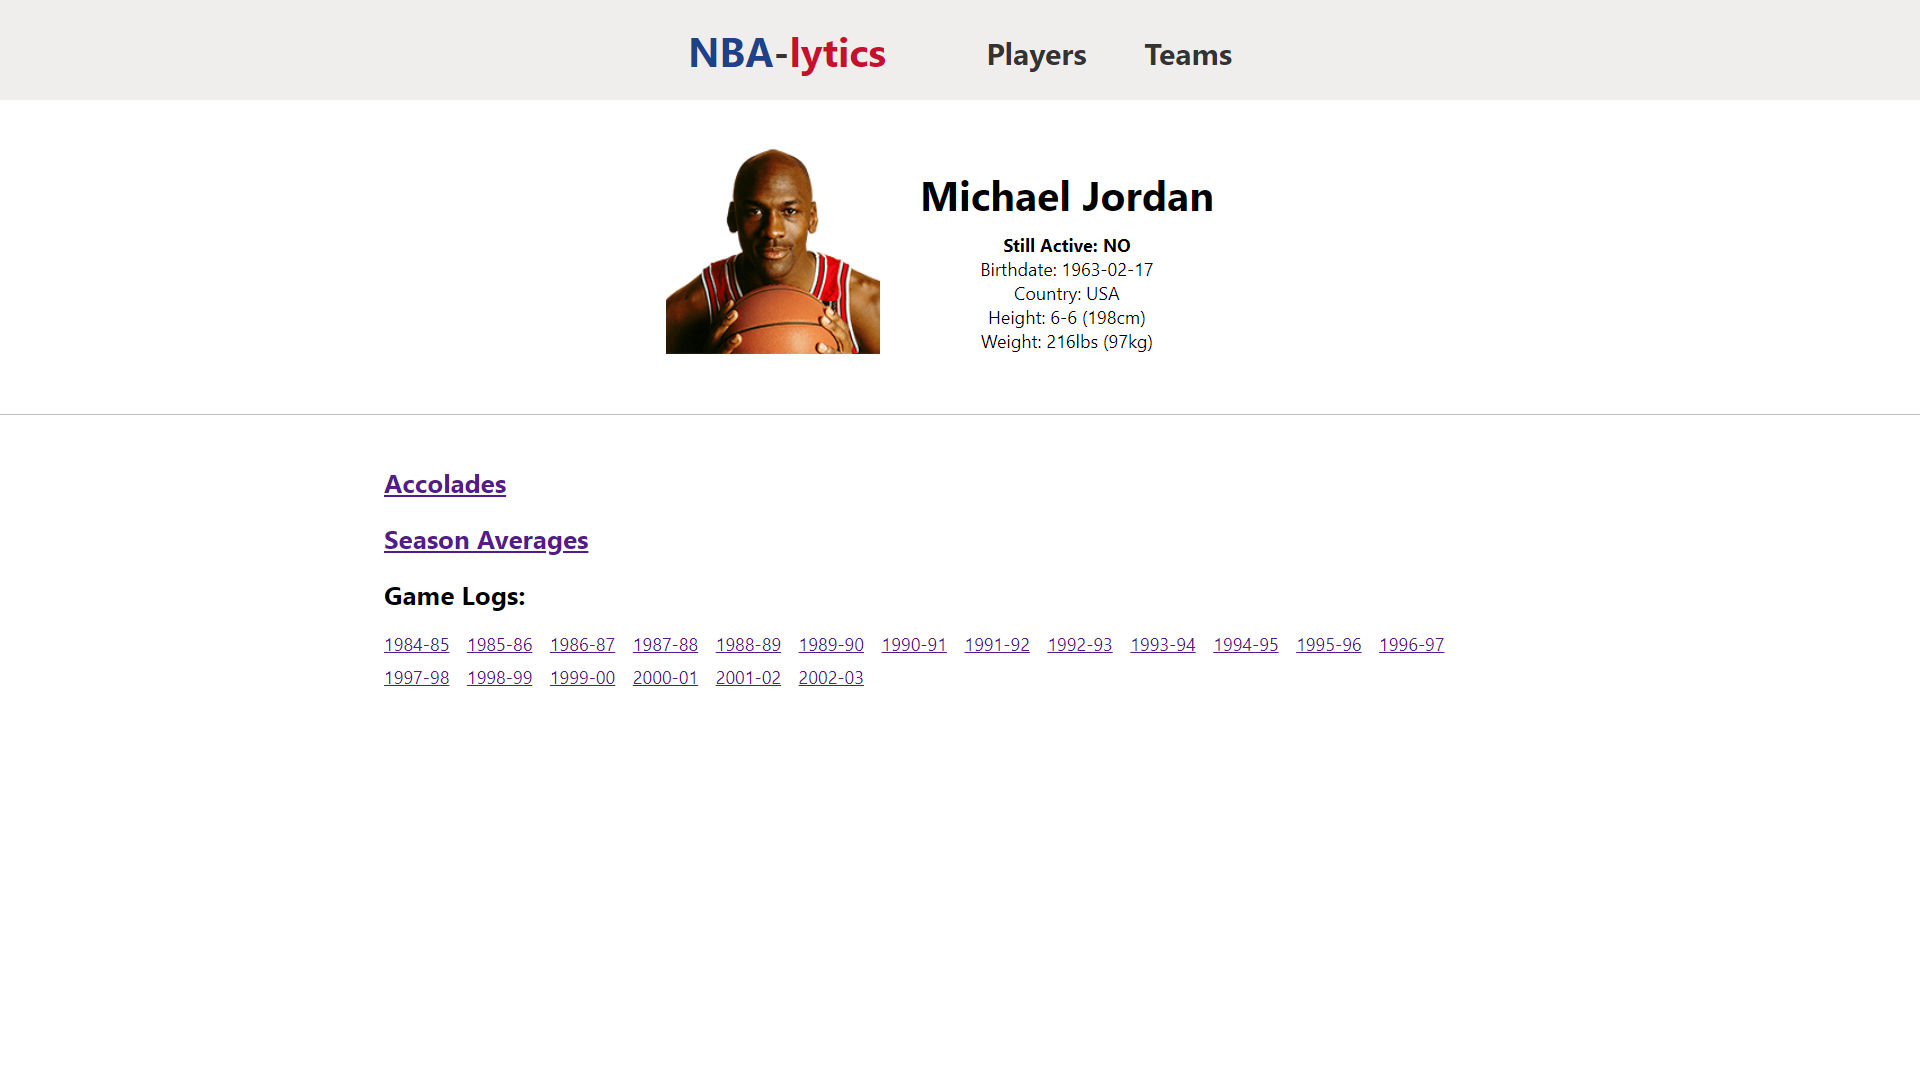 NBA-lytics Players Teams
Michael Jordan
Still Active: NO
Birthdate: 1963-02-17
Country: USA
Height: 6-6 (198cm)
Weight: 216lbs (97kg)
Accolades
Season Averages
Game Logs:
1984-85 1985-86 1986-87 1987-88 1988-89 1989-90 1990-91 1991-92 1992-93 1993-94 1994-95 1995-96 1996-97
1997-98 1998-99 1999-00 2000-01 2001-02 2002-03